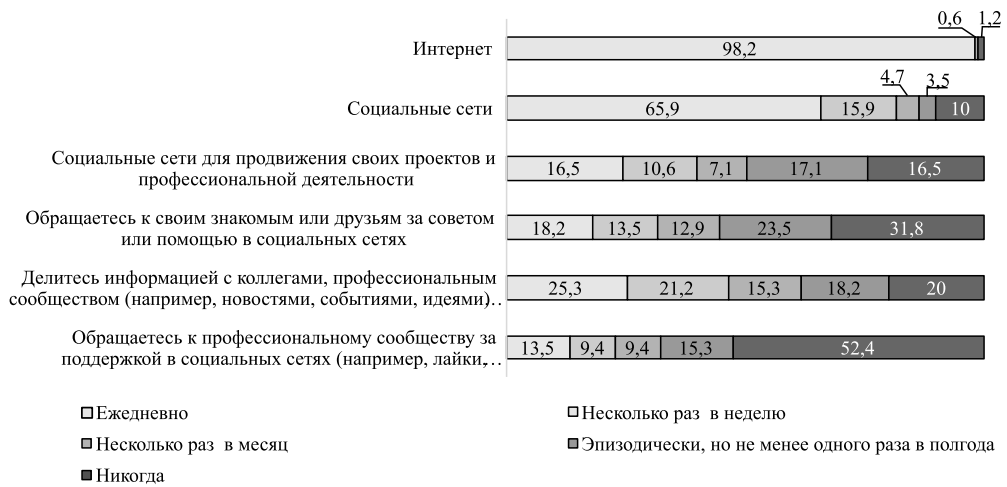 0,6 1,2
Интернет 98,2
4,7 3,5
Социальные сети 65,9 15,9 10
Социальные сети для продвижения своих проектов и
профессиональной деятельности
16,5 10,6 7,1 17,1 16,5
Обращаетесь к своим знакомым или друзьям за советом
или помощью в социальных сетях
18,2 13,5 12,9 23,5 31,8
Делитесь информацией с коллегами, профессиональным
сообществом (например, новостями, событиями, идеями)..
25,3 21,2 15,3 18,2 20
Обращаетесь к профессиональному сообществу за
поддержкой в социальных сетях (например, лайки,…
13,5 9,4 9,4 15,3 52,4
Ежедневно
Несколько раз в неделю
Несколько раз в месяц
Эпизодически, но не менее одного раза в полгода
Никогда